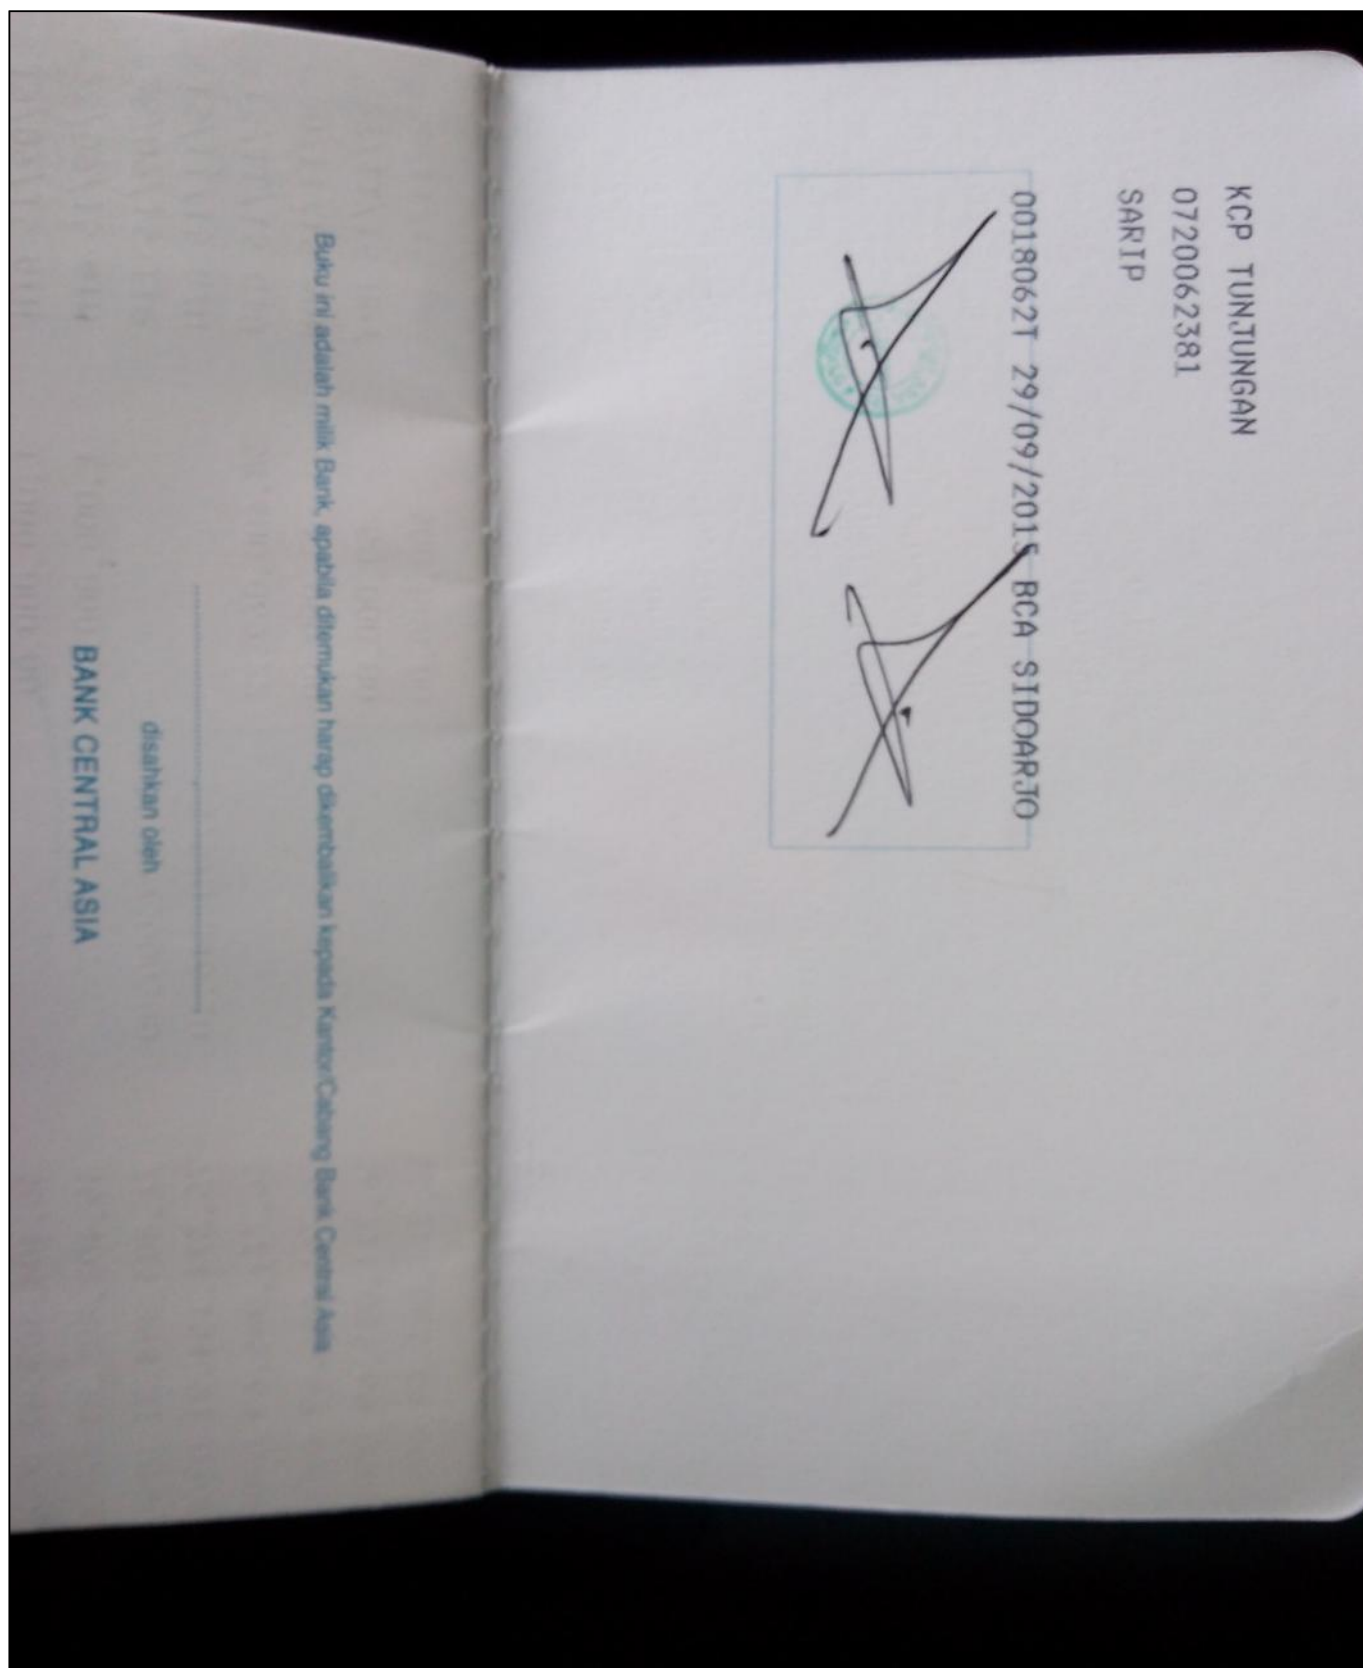 KCP TUNJUNGAN
0720062381
SARIP
0018062T 29/09/2015 BCA SIDOARJO
Buku ini adalah milik Bank, apabila ditemukan harap dikembalikan kepada Kantor/Cabang Bank Central Asia
disahkan oleh
BANK CENTRAL ASIA